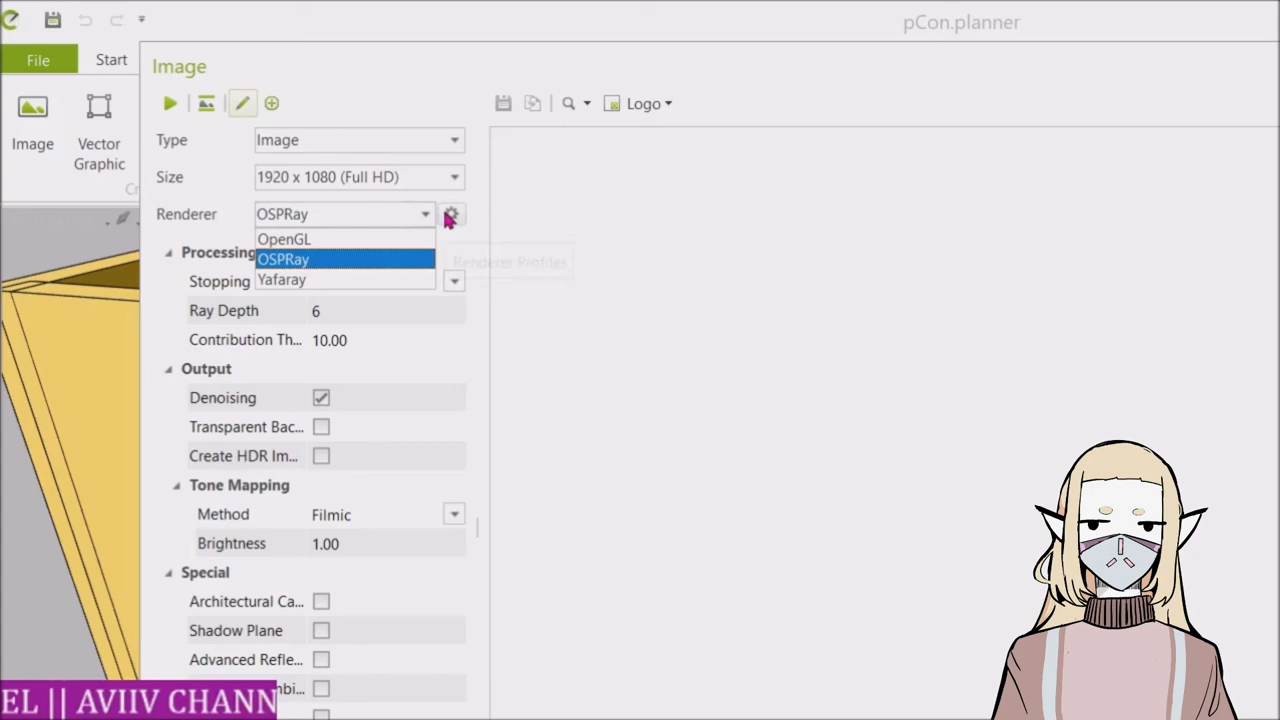 pCon.planner
File
Start
Image
Vector
Graphic
Image
Logo
Type
Image
Size
1920 x 1080 (Full HD)
Renderer
OSPRay
OpenGL
OSPRay
Yafaray
Renderer Profiles
Processing
Stopping
Ray Depth
6
Contribution Th...
10.00
Output
Denoising
Transparent Bac...
Create HDR Im...
Tone Mapping
Method
Filmic
Brightness
1.00
Special
Architectural Ca...
Shadow Plane
Advanced Refle...
EL || AVIIV CHANN